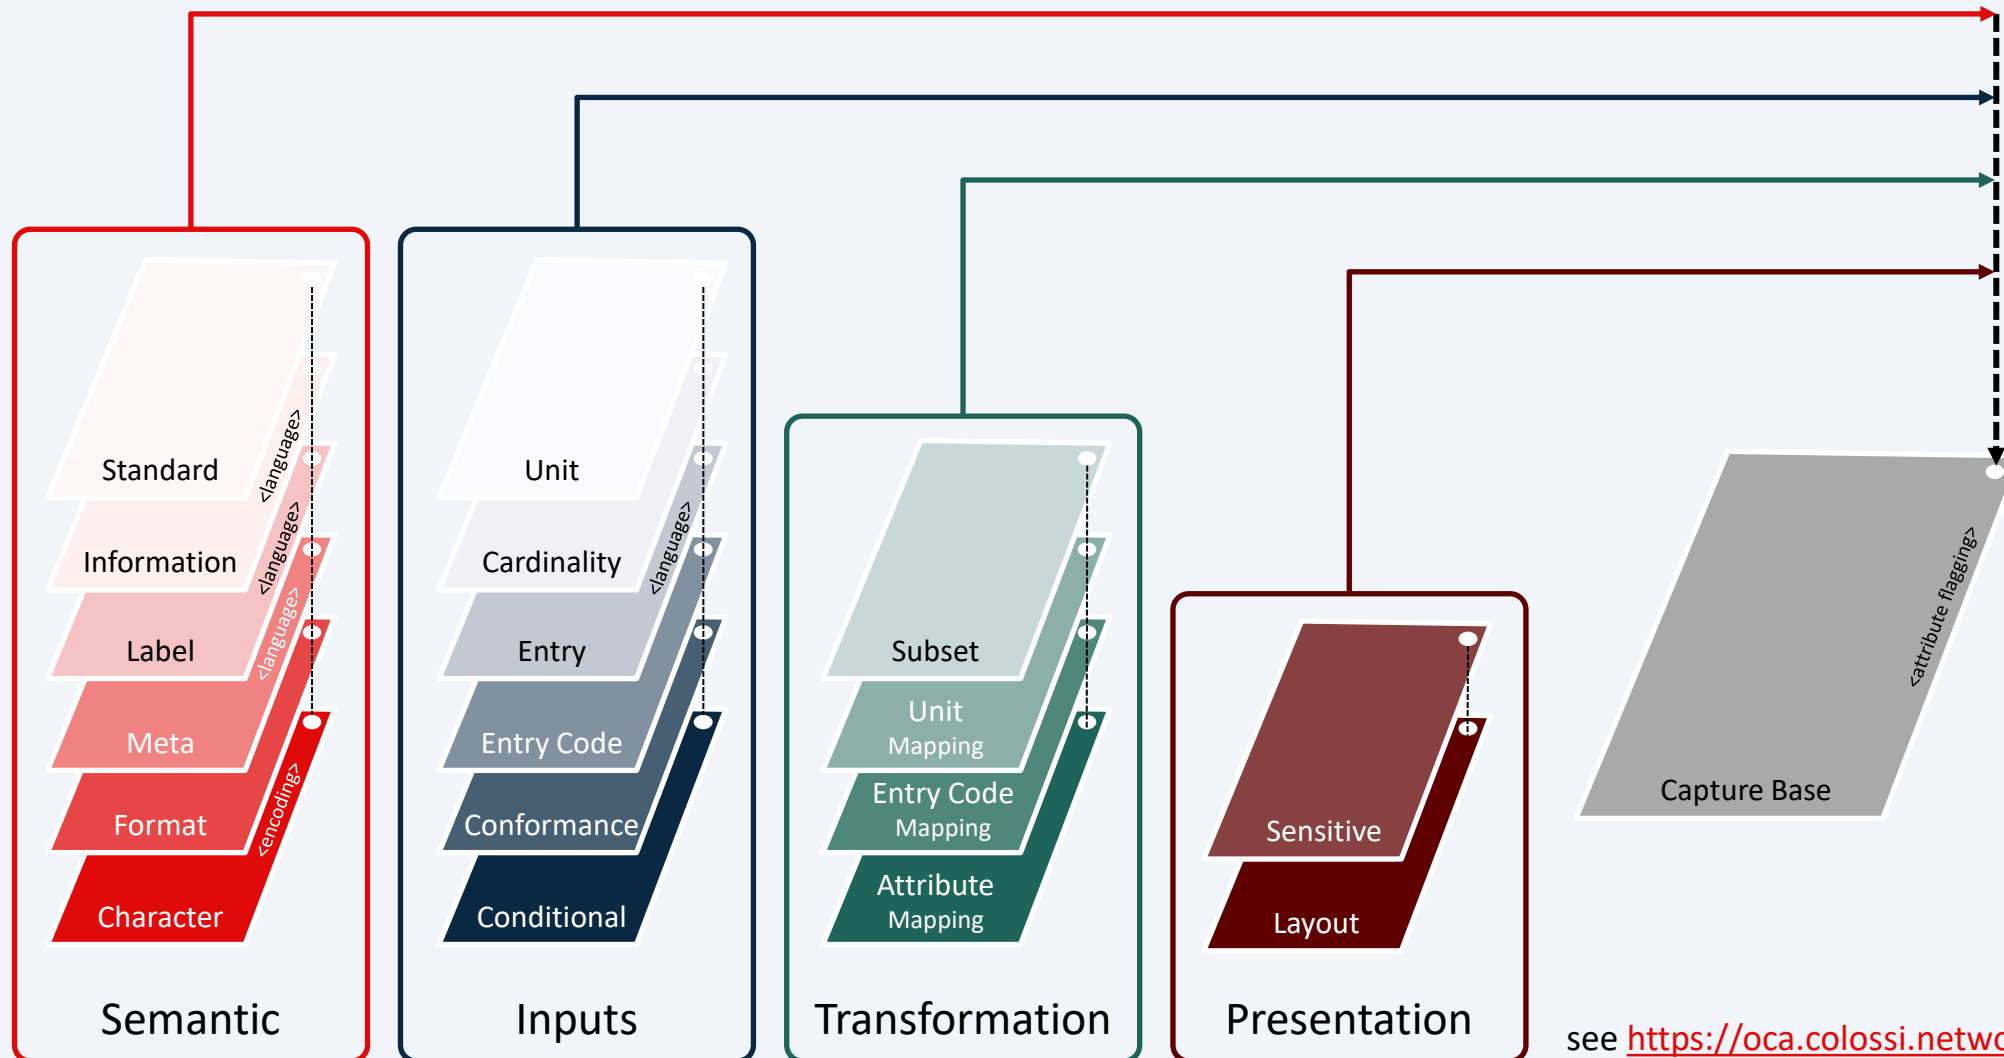 Standard
<language>
Information
<language>
Label
<language>
Meta
Format
<encoding>
Character
Semantic
Unit
Cardinality
<language>
Entry
Entry Code
Conformance
Conditional
Inputs
Subset
Unit
Mapping
Entry Code
Mapping
Attribute
Mapping
Transformation
Sensitive
Layout
Presentation
<attribute flagging>
Capture Base
see https://oca.colossi.netwo